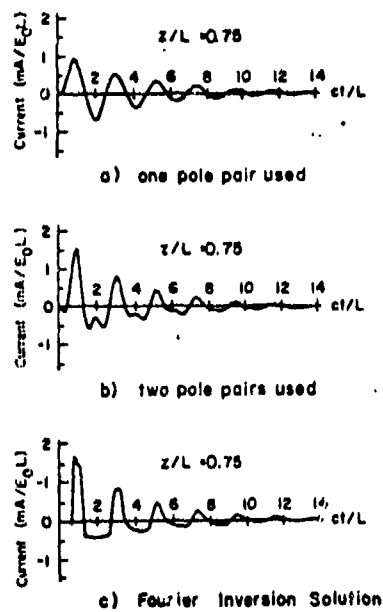 2
z/L =0.75
1
0
2 4 6 8 10 12 14 ct/L
-1
Current (mA/E0L)
a) one pole pair used
2
z/L =0.75
1
0
2 4 6 8 10 12 14 ct/L
-1
Current (mA/E0L)
b) two pole pairs used
2
z/L =0.75
-1
0
2 4 6 8 10 12 14 ct/L
-1
Current (mA/E0L)
c) Fourier Inversion Solution